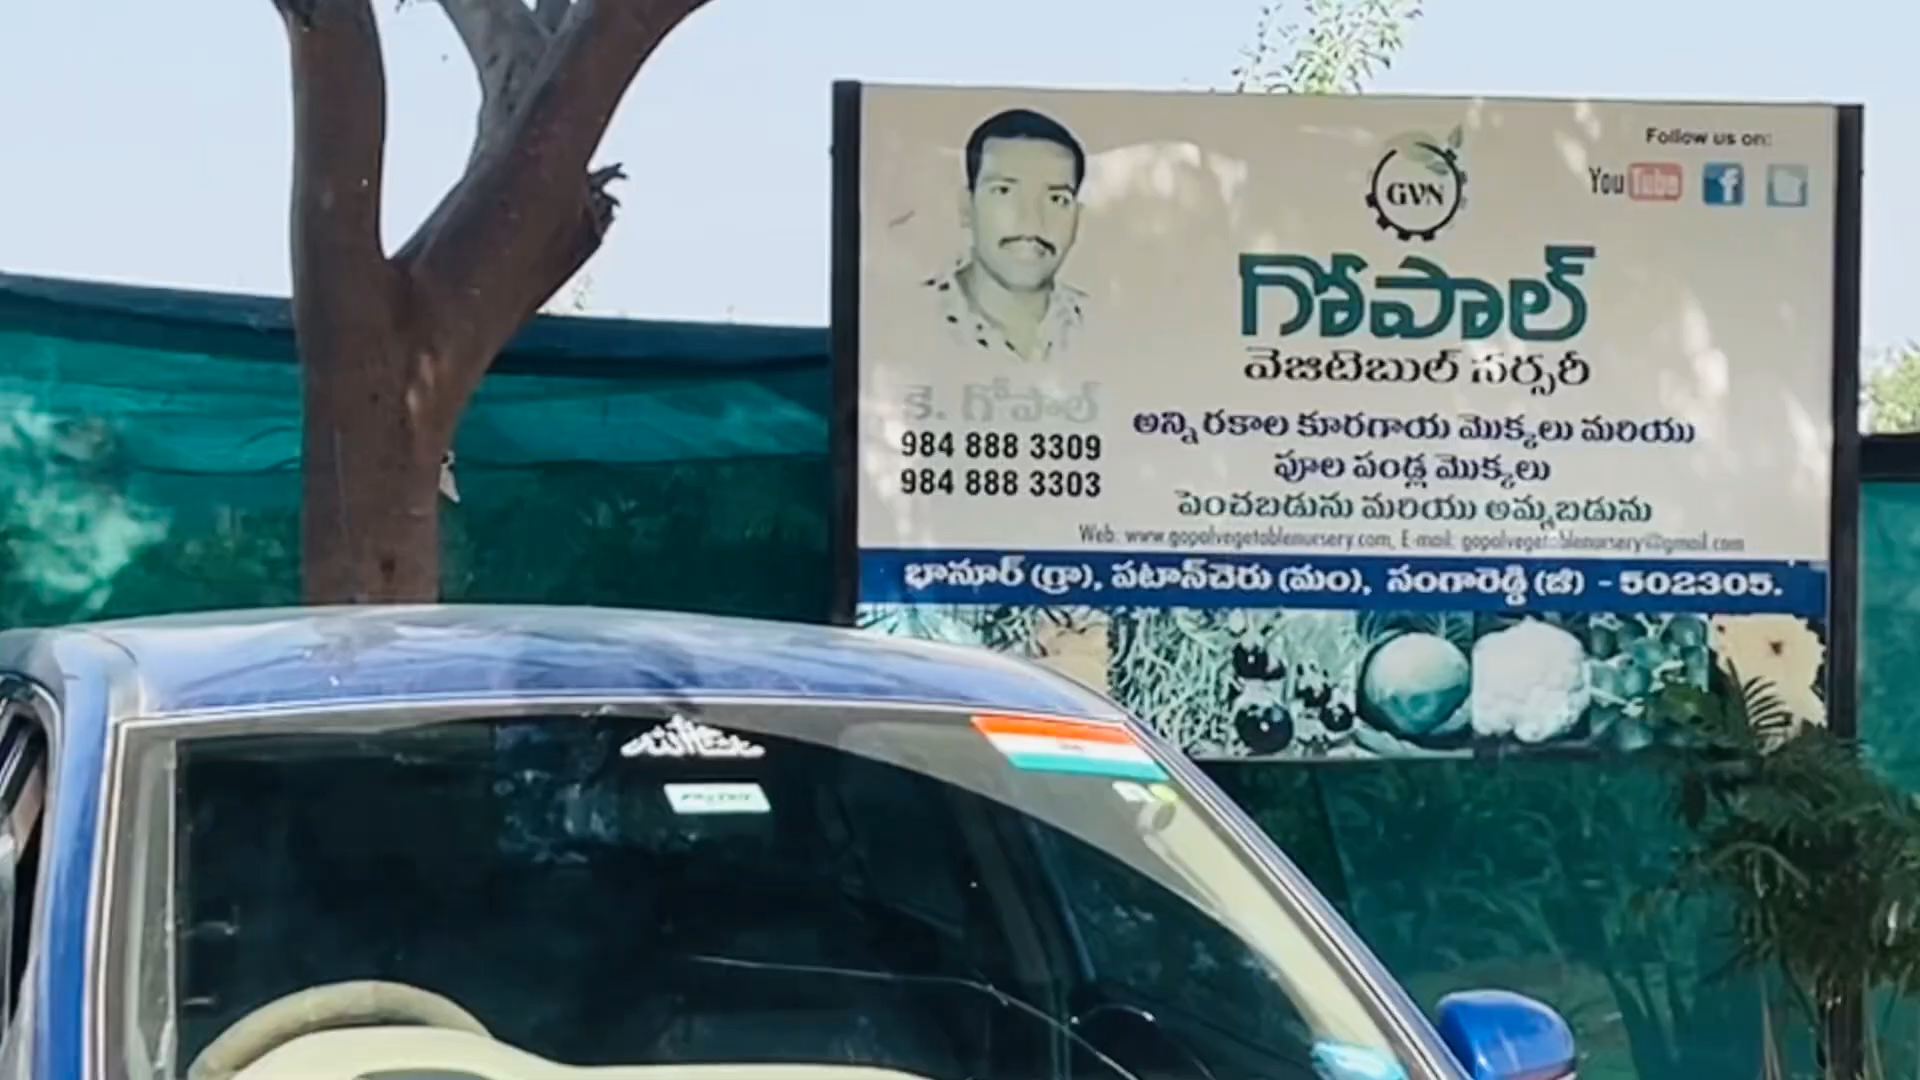 Follow us on:
You Tube
GVN
గోపాల్
వెజిటెబుల్ నర్సరీ
కె. గోపాల్
984 888 3309
984 888 3303
అన్ని రకాల కూరగాయ మొక్కలు మరియు
పూల పండ్ల మొక్కలు
పెంచబడును మరియు అమ్మబడును
Web: www.gopalvegetablenursery.com, E-mail: gopalvegetablenursery@gmail.com
భానూర్ (గ్రా), పటాన్‌చెరు (మం), సంగారెడ్డి (జి) - 502305.